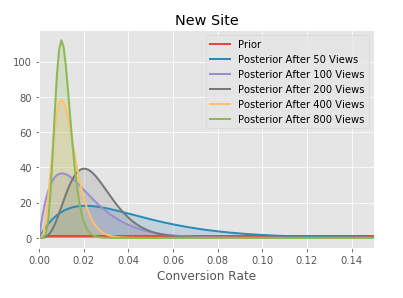 New Site
Prior
Posterior After 50 Views
Posterior After 100 Views
Posterior After 200 Views
Posterior After 400 Views
Posterior After 800 Views
100
80
60
40
20
0
0.00 0.02 0.04 0.06 0.08 0.10 0.12 0.14
Conversion Rate